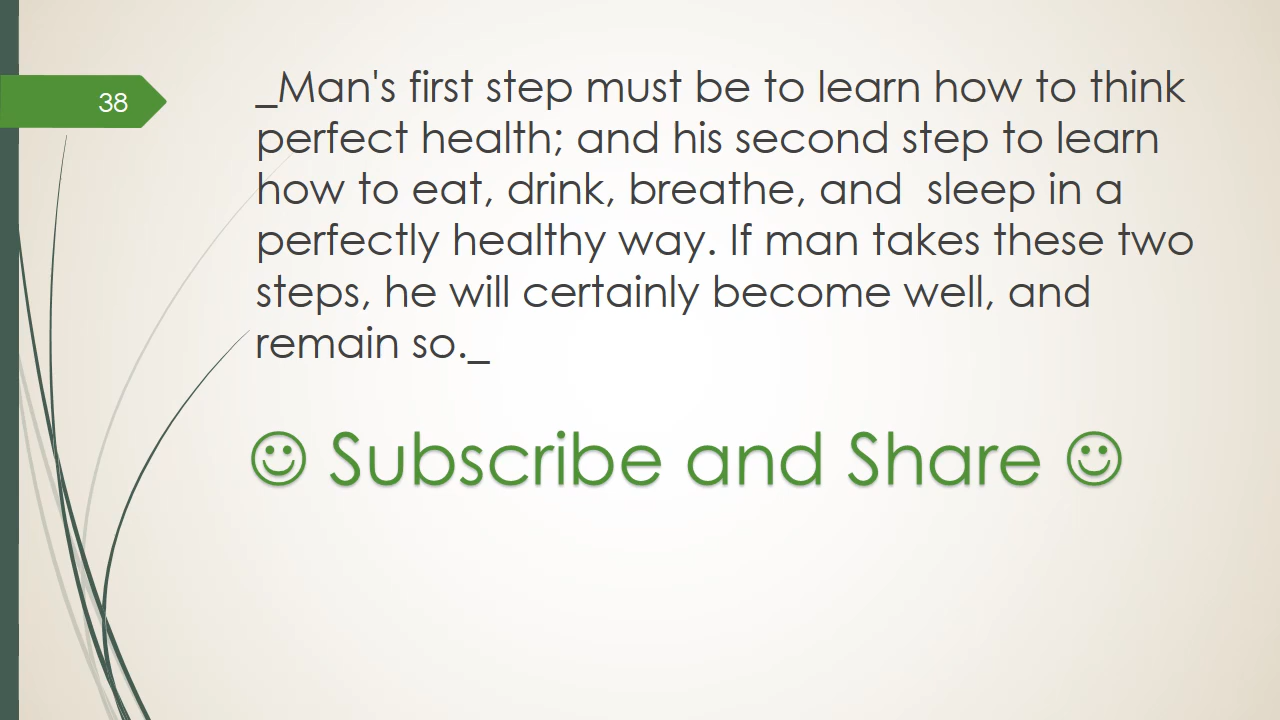 38
_Man's first step must be to learn how to think
perfect health; and his second step to learn
how to eat, drink, breathe, and  sleep in a
perfectly healthy way. If man takes these two
steps, he will certainly become well, and
remain so._
☺ Subscribe and Share ☺